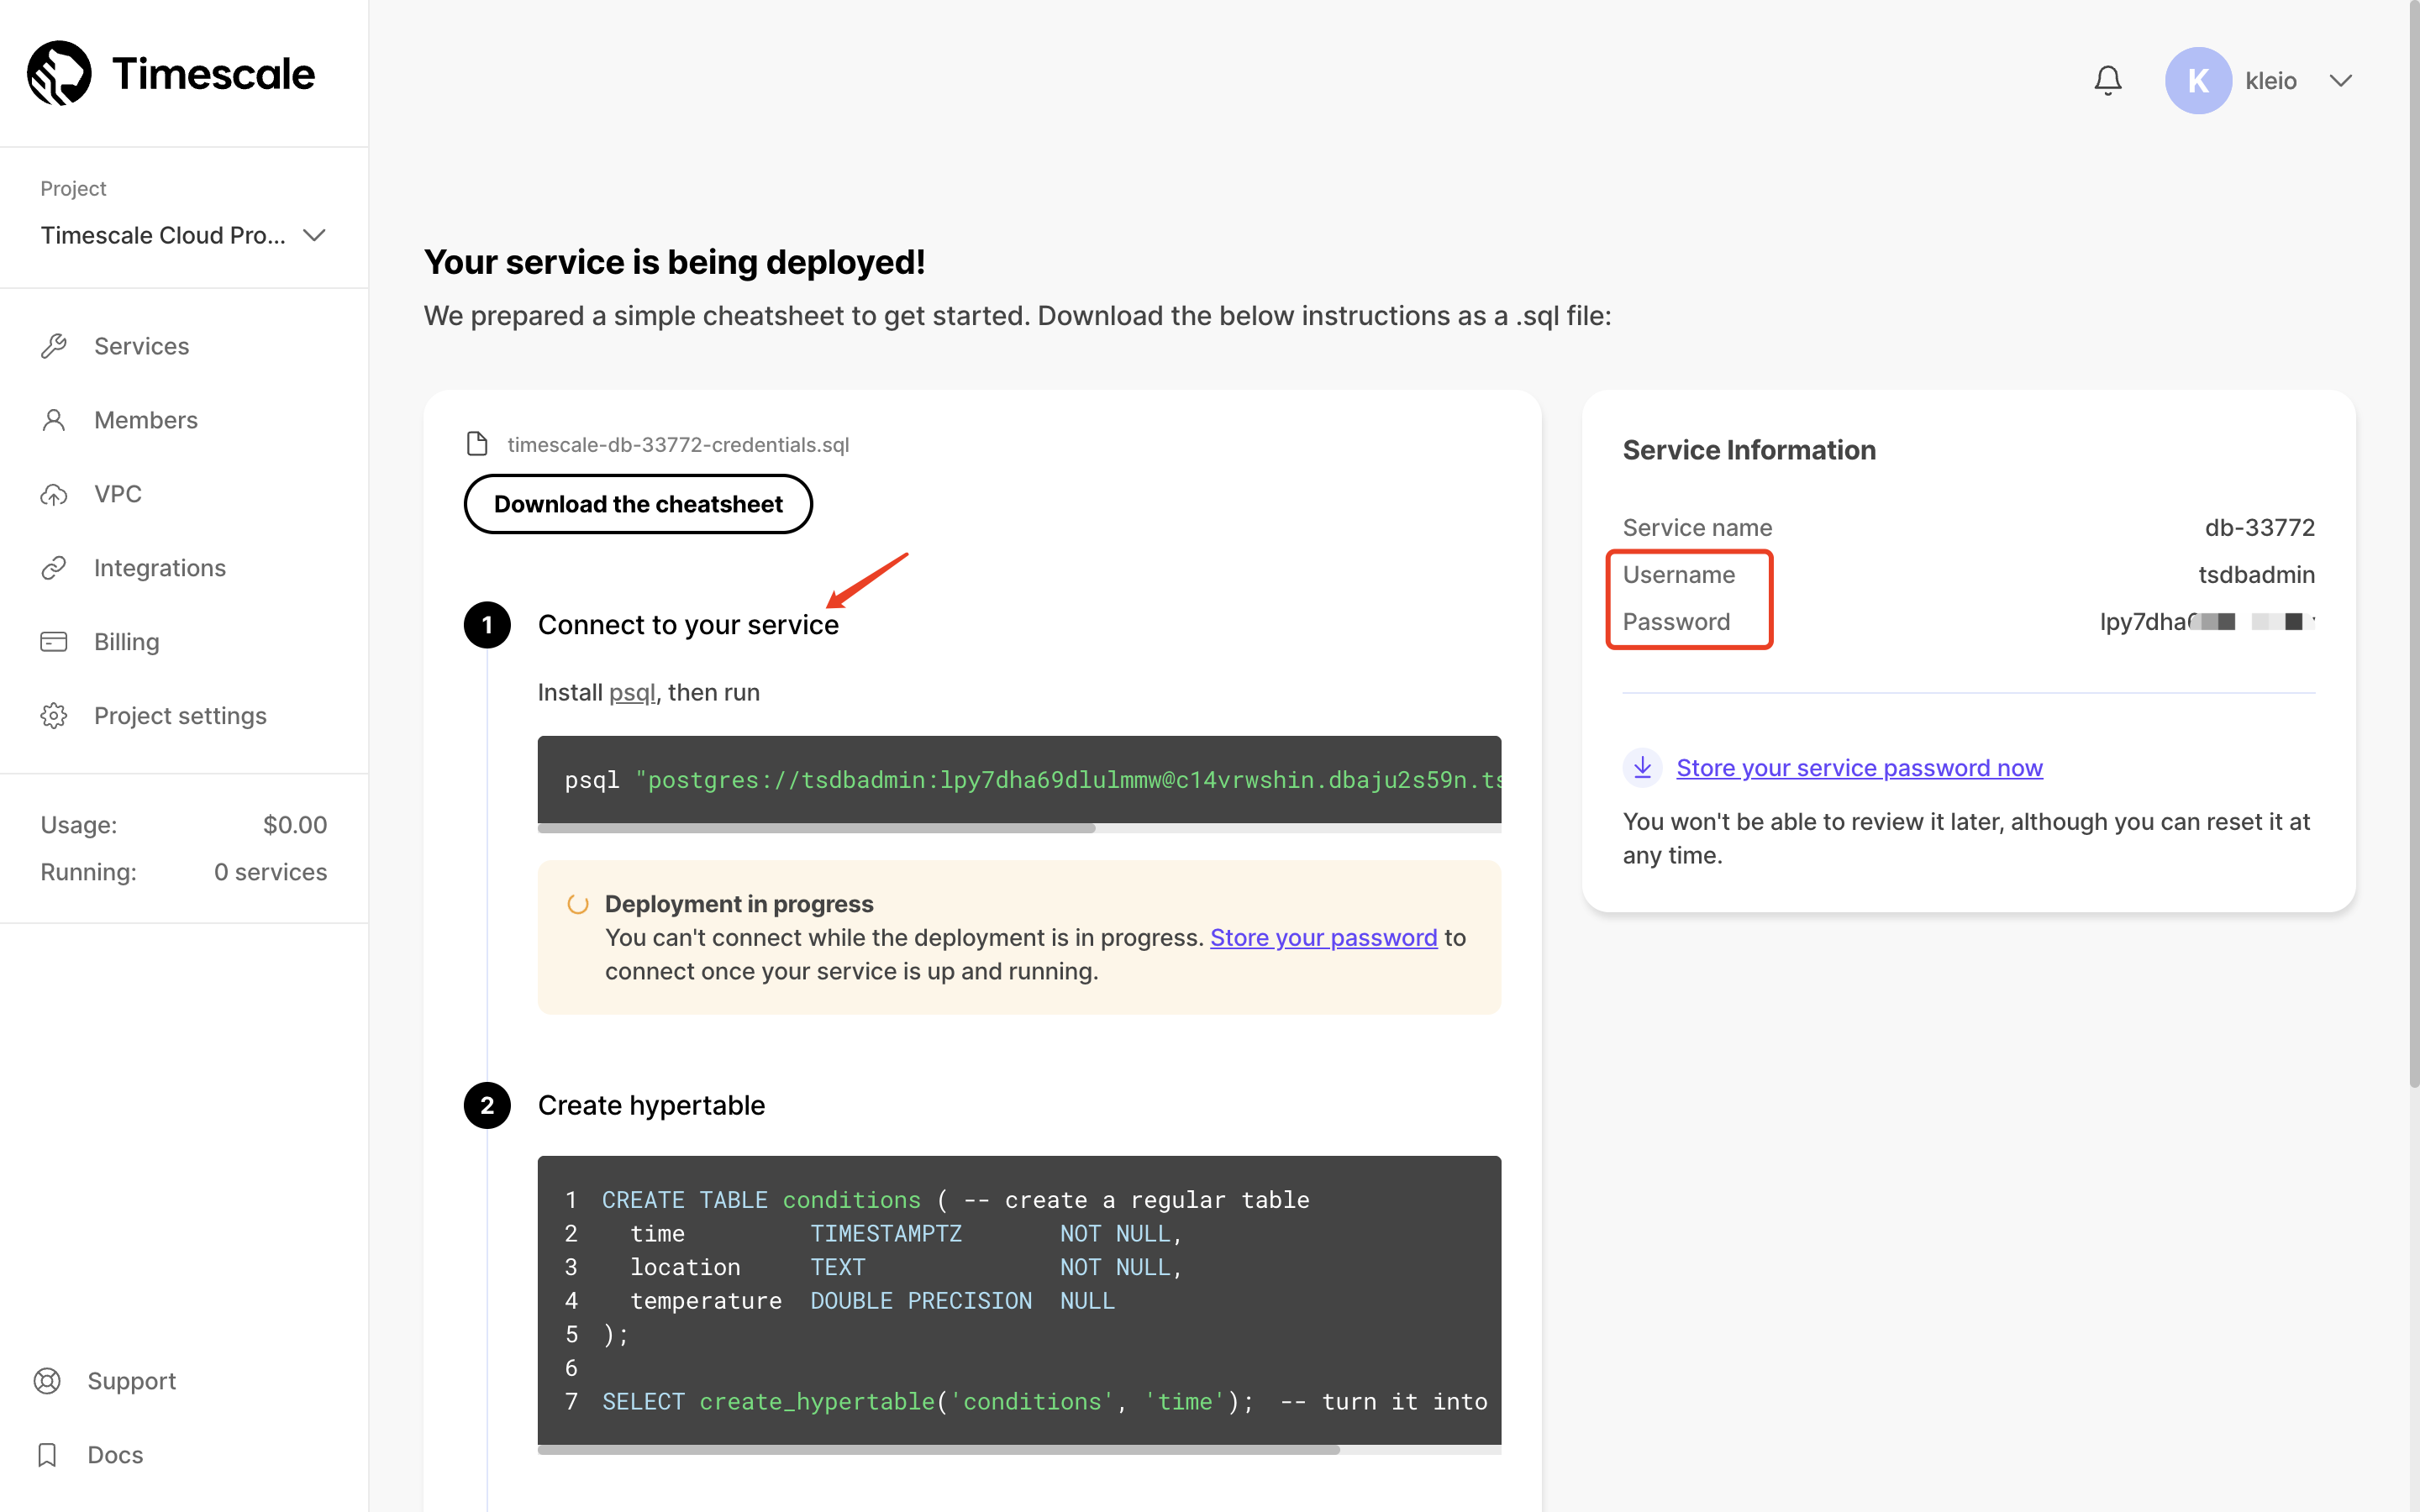 Timescale
kleio
K
Project
Timescale Cloud Pro...
Services
Members
VPC
Integrations
Billing
Project settings
Usage: $0.00
Running: 0 services
Support
Docs
Your service is being deployed!
We prepared a simple cheatsheet to get started. Download the below instructions as a .sql file:
timescale-db-33772-credentials.sql
Download the cheatsheet
1 Connect to your service
Install psql, then run
psql "postgres://tsdbadmin:lpy7dha69dlulmmw@c14vrwshin.dbaju2s59n.ts
Deployment in progress
You can't connect while the deployment is in progress. Store your password to
connect once your service is up and running.
2 Create hypertable
1 CREATE TABLE conditions ( -- create a regular table
2 time TIMESTAMPTZ NOT NULL,
3 location TEXT NOT NULL,
4 temperature DOUBLE PRECISION NULL
5 );
6
7 SELECT create_hypertable('conditions', 'time'); -- turn it into
Service Information
Service name db-33772
Username tsdbadmin
Password lpy7dha
Store your service password now
You won't be able to review it later, although you can reset it at
any time.